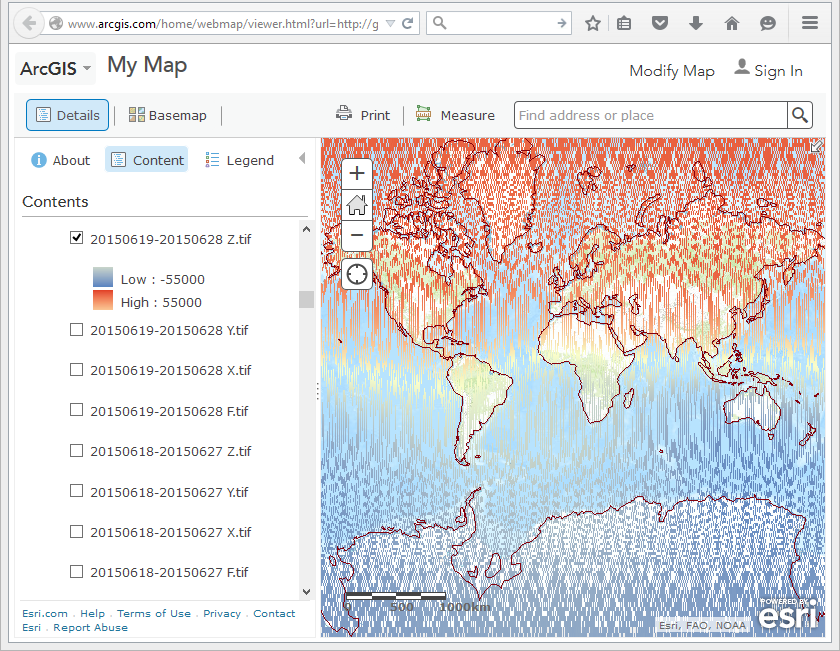 www.arcgis.com/home/webmap/viewer.html?url=http://g
ArcGIS My Map
Modify Map Sign In
Details Basemap Print Measure Find address or place
About Content Legend
Contents
20150619-20150628 Z.tif
Low : -55000
High : 55000
20150619-20150628 Y.tif
20150619-20150628 X.tif
20150619-20150628 F.tif
20150618-20150627 Z.tif
20150618-20150627 Y.tif
20150618-20150627 X.tif
20150618-20150627 F.tif
Esri.com . Help . Terms of Use . Privacy . Contact
Esri . Report Abuse
0 500 1000km
Esri, FAO, NOAA
POWERED BY
esri